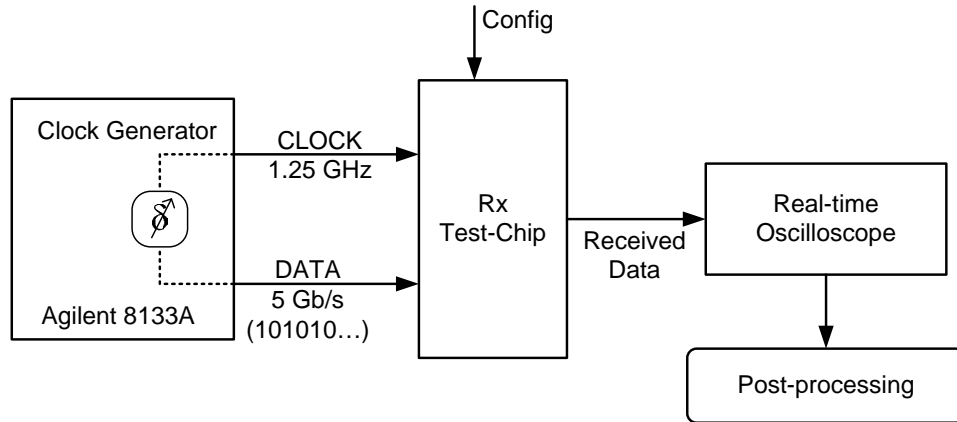 Config
Clock Generator
CLOCK
1.25 GHz
δ
DATA
5 Gb/s
(101010…)
Agilent 8133A
Rx
Test-Chip
Received
Data
Real-time
Oscilloscope
Post-processing